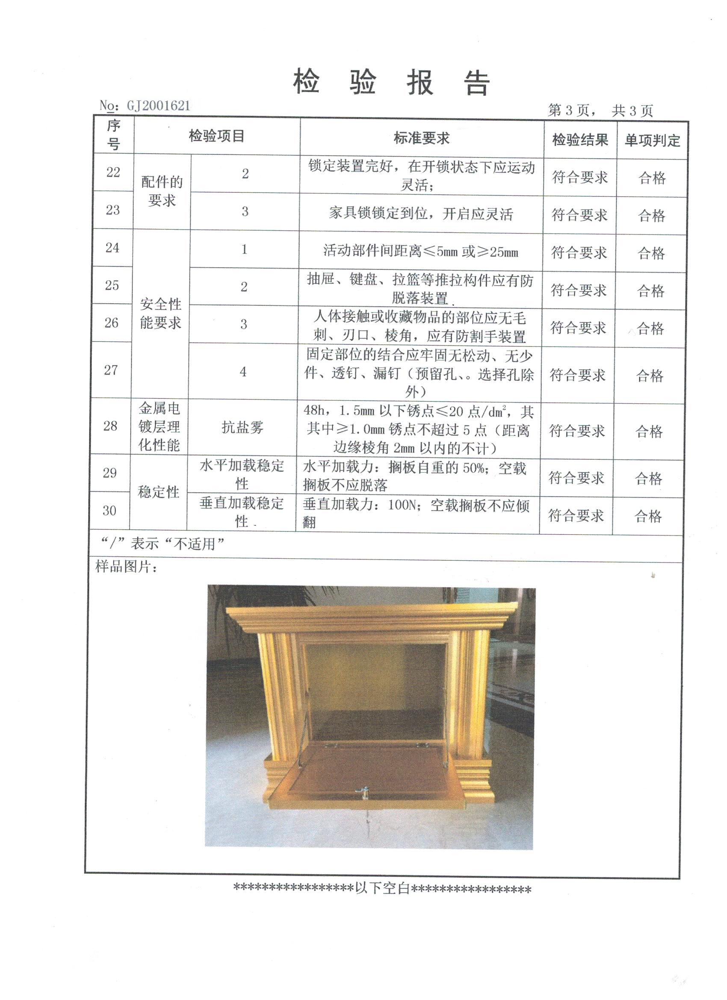 检 验 报 告
No：GJ2001621
第 3 页， 共 3 页
序
号
检验项目
标准要求
检验结果
单项判定
22
配件的
要求
2
锁定装置完好，在开锁状态下应运动
灵活；
符合要求
合格
23
3
家具锁锁定到位，开启应灵活
符合要求
合格
24
安全性
能要求
1
活动部件间距离≤5mm 或≥25mm
符合要求
合格
25
2
抽屉、键盘、拉篮等推拉构件应有防
脱落装置
符合要求
合格
26
3
人体接触或收藏物品的部位应无毛
刺、刃口、棱角，应有防割手装置
符合要求
合格
27
4
固定部位的结合应牢固无松动、无少
件、透钉、漏钉（预留孔、。选择孔除
外）
符合要求
合格
28
金属电
镀层理
化性能
抗盐雾
48h，1.5mm 以下锈点≤20 点/dm²，其
其中≥1.0mm 锈点不超过 5 点（距离
边缘棱角 2mm 以内的不计）
符合要求
合格
29
稳定性
水平加载稳定
性
水平加载力：搁板自重的 50%；空载
搁板不应脱落
符合要求
合格
30
垂直加载稳定
性
垂直加载力：100N；空载搁板不应倾
翻
符合要求
合格
“/”表示“不适用”
样品图片：
*****************以下空白*****************